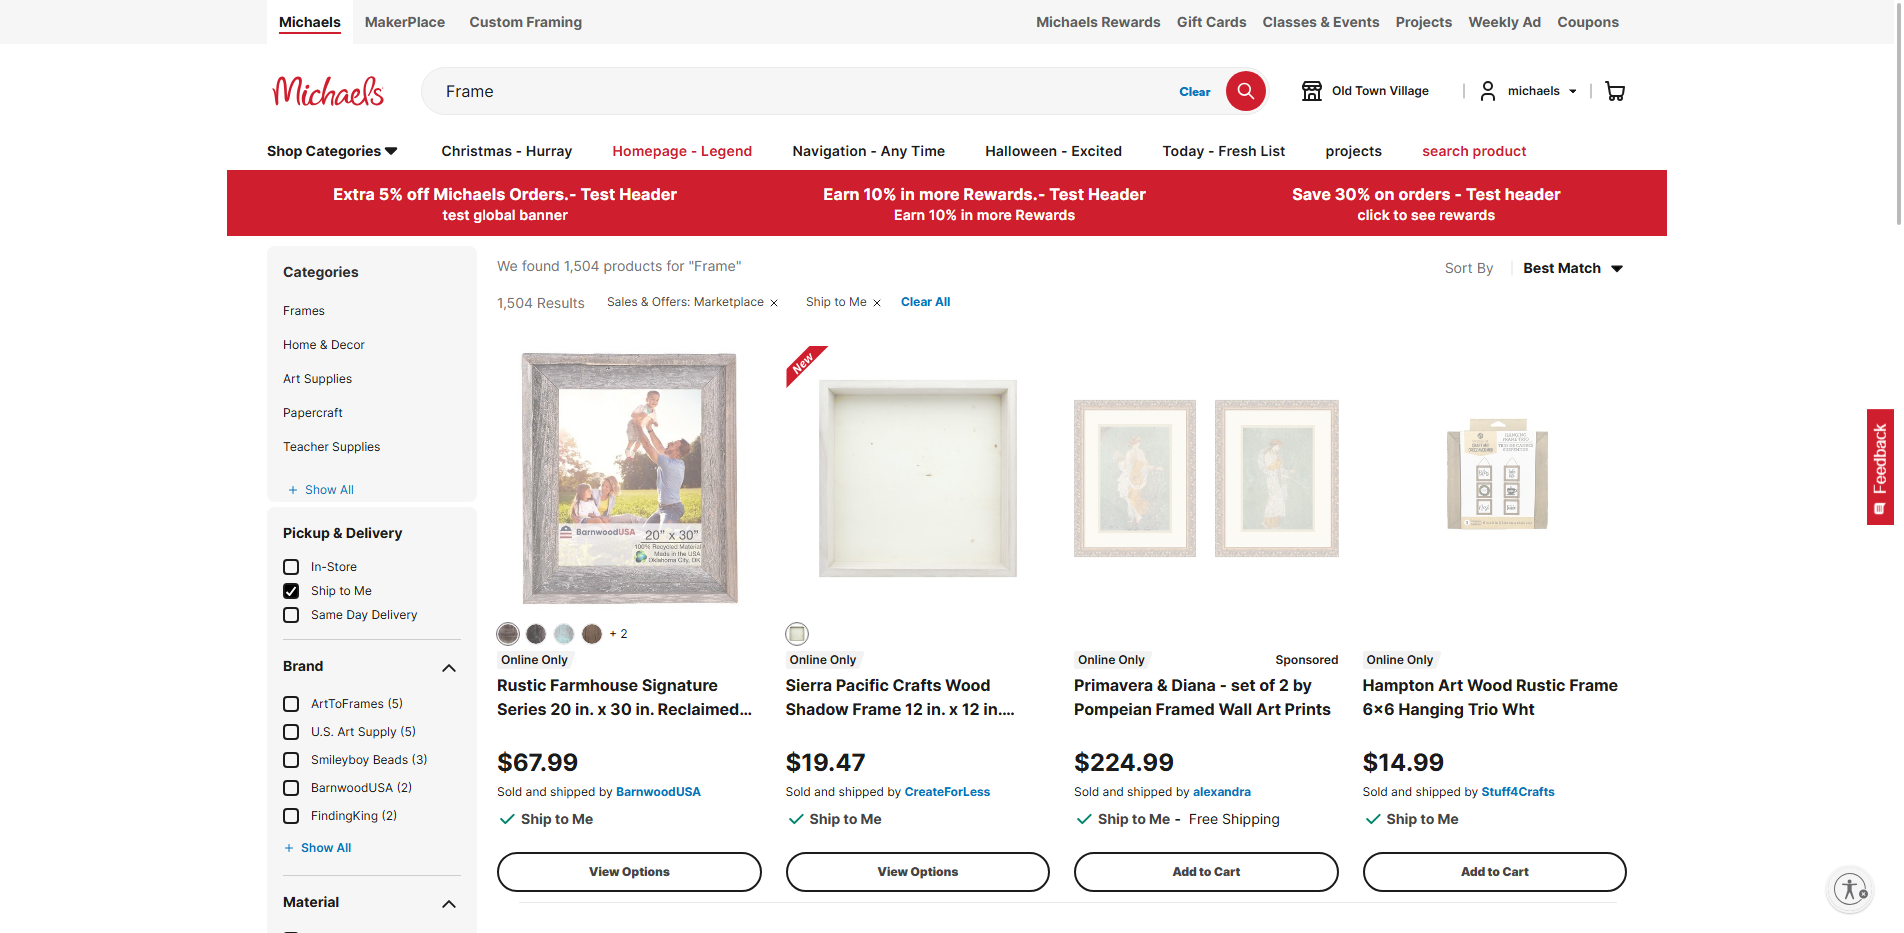 Michaels
MakerPlace
Custom Framing
Michaels Rewards
Gift Cards
Classes & Events
Projects
Weekly Ad
Coupons
Michaels
Frame
Clear
Old Town Village
michaels
Shop Categories
Christmas - Hurray
Homepage - Legend
Navigation - Any Time
Halloween - Excited
Today - Fresh List
projects
search product
Extra 5% off Michaels Orders.- Test Header
test global banner
Earn 10% in more Rewards.- Test Header
Earn 10% in more Rewards
Save 30% on orders - Test header
click to see rewards
Categories
Frames
Home & Decor
Art Supplies
Papercraft
Teacher Supplies
+ Show All
Pickup & Delivery
In-Store
Ship to Me
Same Day Delivery
Brand
ArtToFrames (5)
U.S. Art Supply (5)
Smileyboy Beads (3)
BarnwoodUSA (2)
FindingKing (2)
+ Show All
Material
We found 1,504 products for "Frame"
Sort By
Best Match
1,504 Results
Sales & Offers: Marketplace
Ship to Me
Clear All
BarnwoodUSA
20" x 30"
100% Recycled Material
Made in the USA
Oklahoma City, OK
+ 2
Online Only
Rustic Farmhouse Signature
Series 20 in. x 30 in. Reclaimed...
$67.99
Sold and shipped by BarnwoodUSA
Ship to Me
View Options
New
Online Only
Sierra Pacific Crafts Wood
Shadow Frame 12 in. x 12 in....
$19.47
Sold and shipped by CreateForLess
Ship to Me
View Options
Online Only
Sponsored
Primavera & Diana - set of 2 by
Pompeian Framed Wall Art Prints
$224.99
Sold and shipped by alexandra
Ship to Me - Free Shipping
Add to Cart
Online Only
Hampton Art Wood Rustic Frame
6x6 Hanging Trio Wht
$14.99
Sold and shipped by Stuff4Crafts
Ship to Me
Add to Cart
Feedback